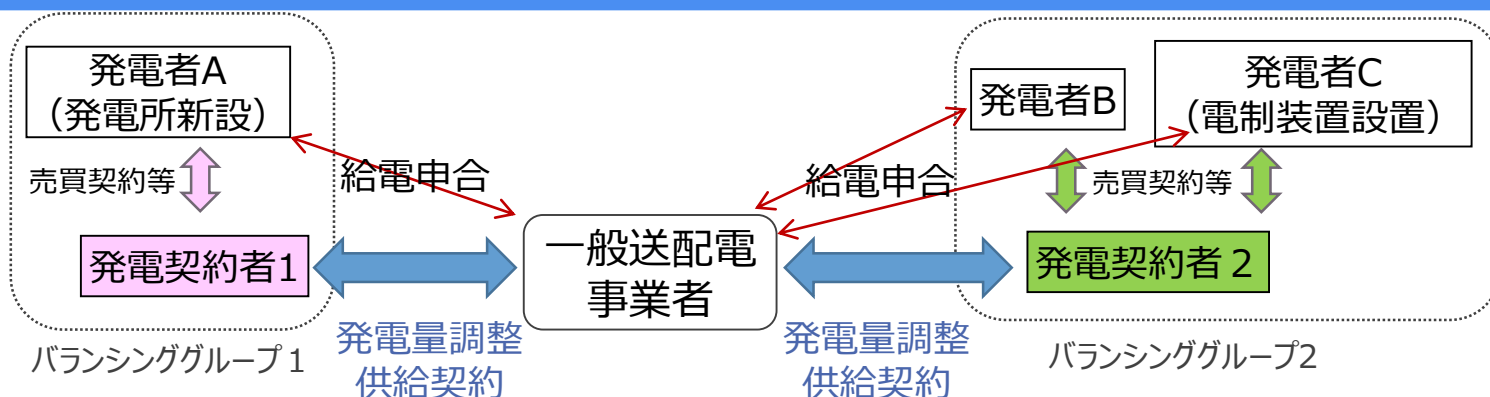 発電者A
（発電所新設）
売買契約等
発電契約者1
バランシンググループ１
給電申合
発電量調整
供給契約
一般送配電
事業者
給電申合
発電量調整
供給契約
発電者B
発電者C
（電制装置設置）
売買契約等
発電契約者２
バランシンググループ2